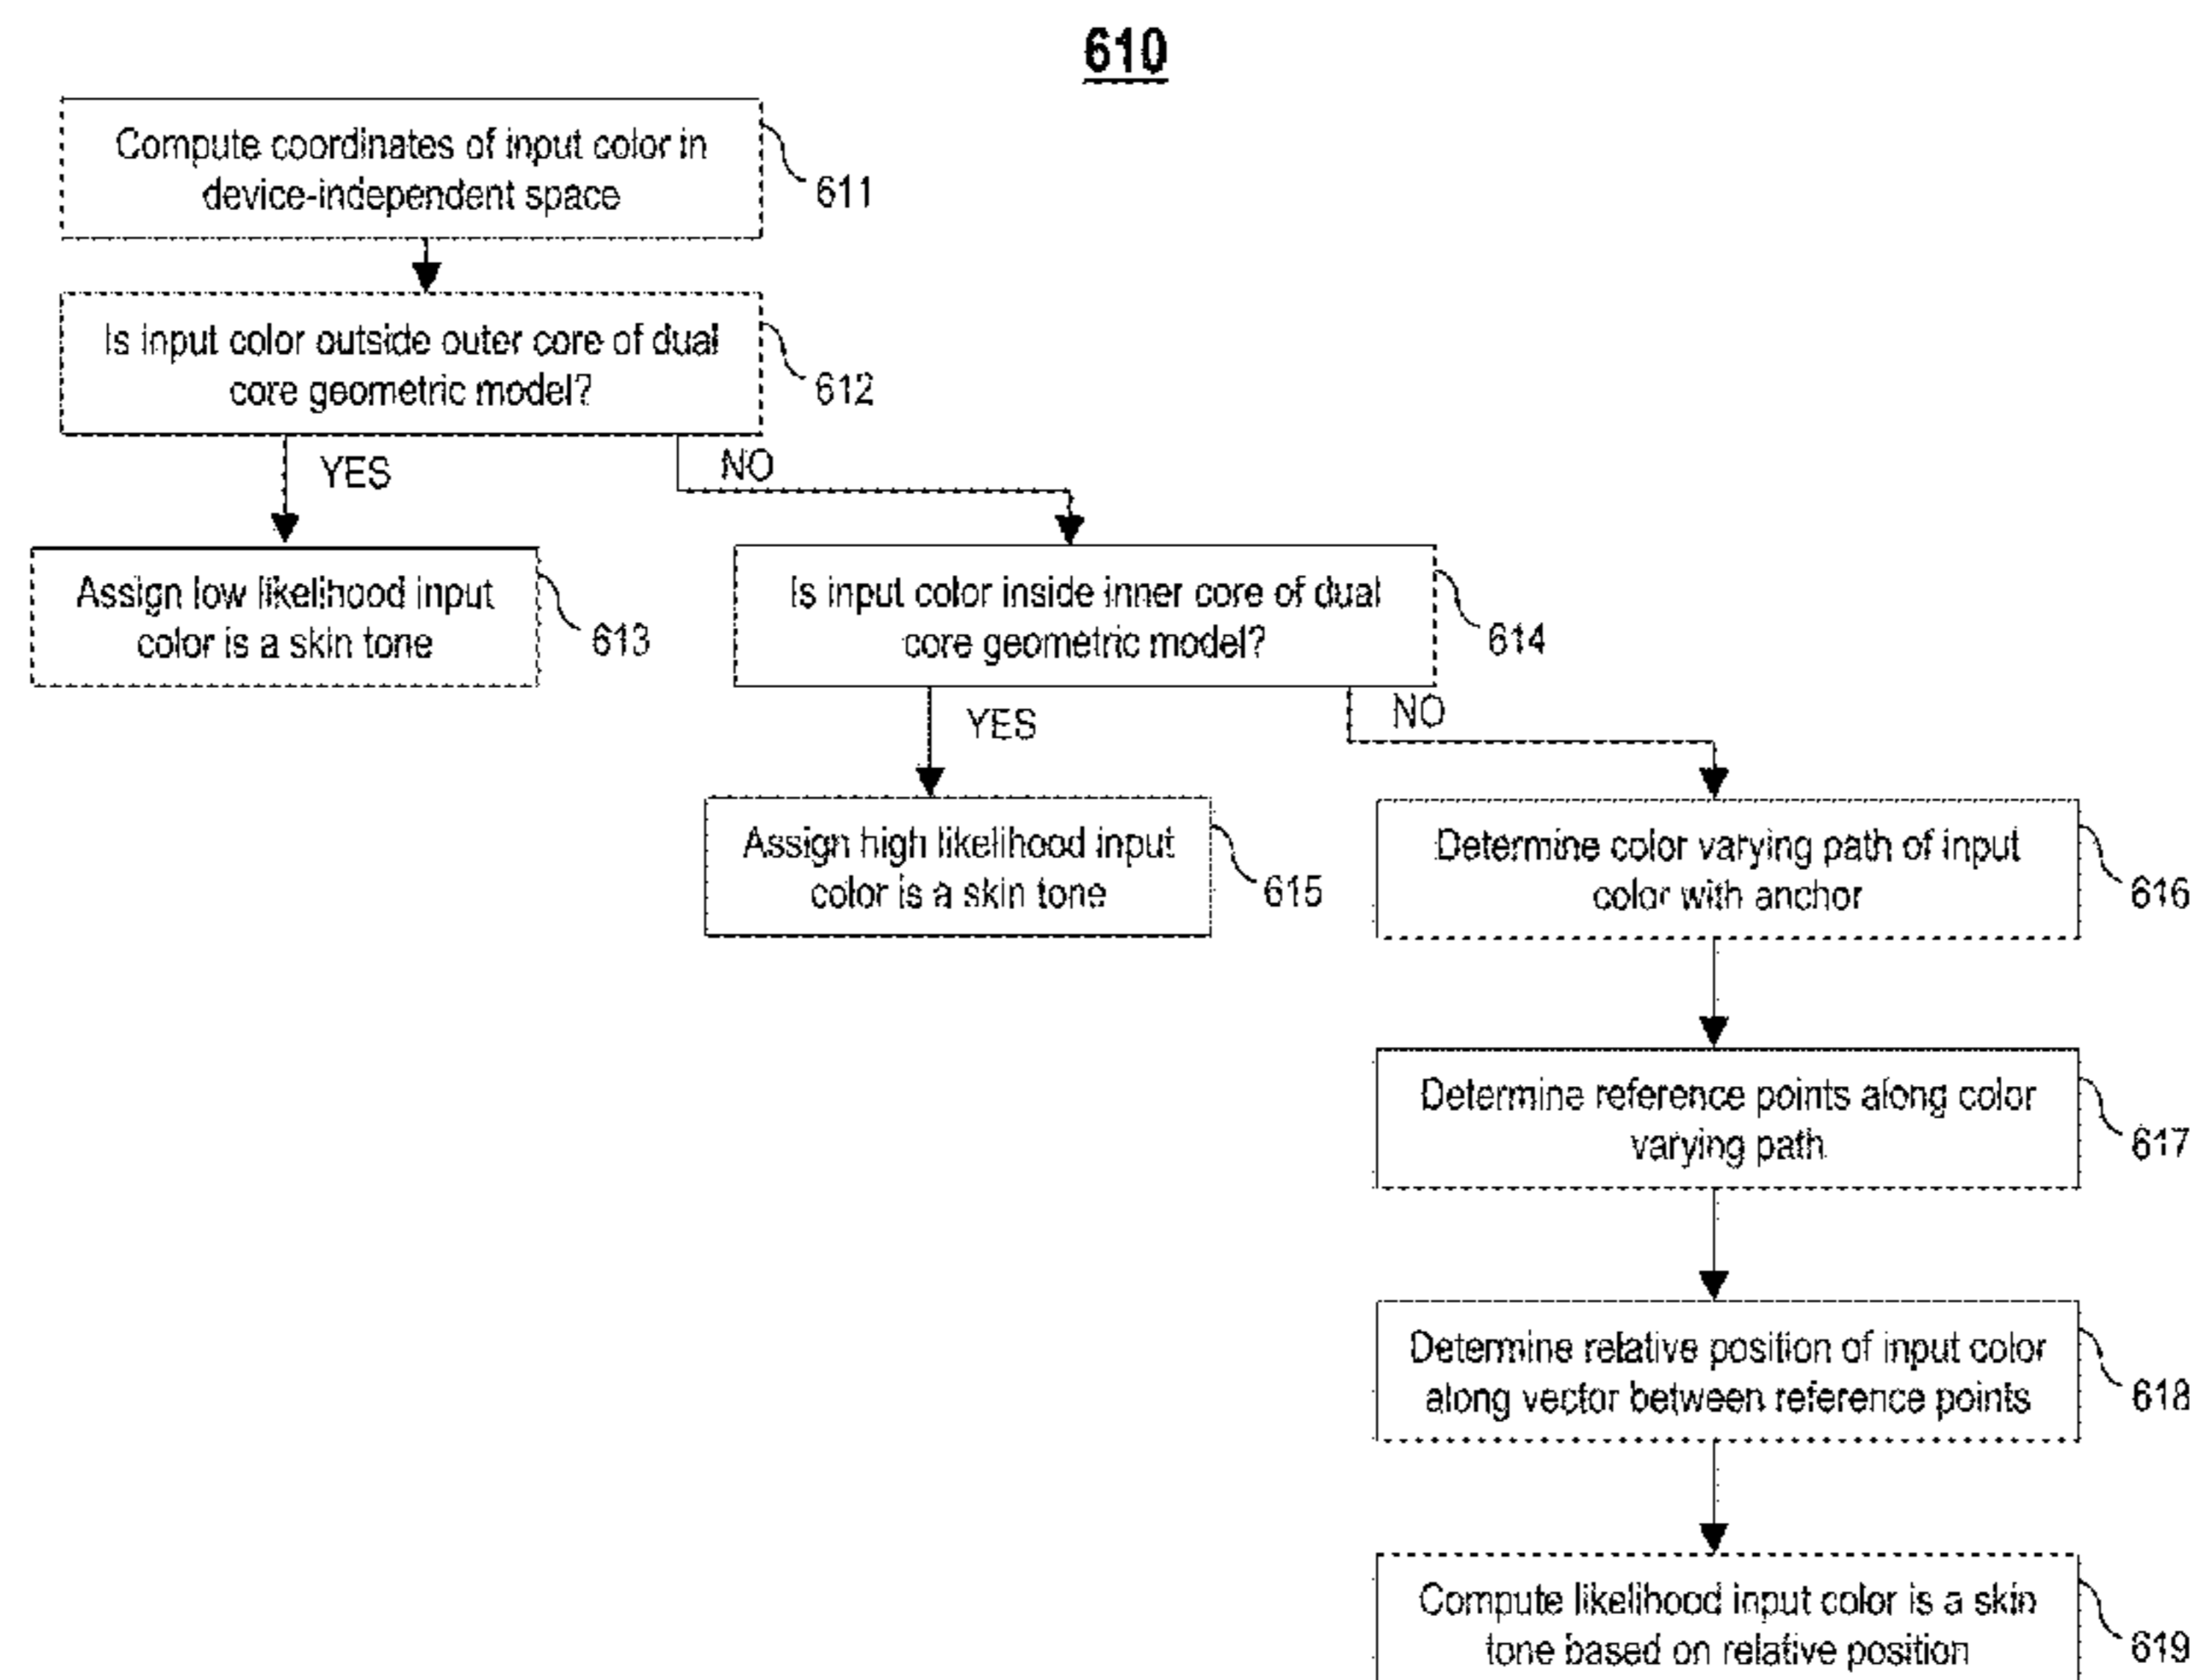 610
Compute coordinates of input color in
device-independent space
611
Is input color outside outer core of dual
core geometric model?
612
YES
NO
Assign low likelihood input
color is a skin tone
613
Is input color inside inner core of dual
core geometric model?
614
YES
NO
Assign high likelihood input
color is a skin tone
615
Determine color varying path of input
color with anchor
616
Determine reference points along color
varying path
617
Determine relative position of input color
along vector between reference points
618
Compute likelihood input color is a skin
tone based on relative position
619